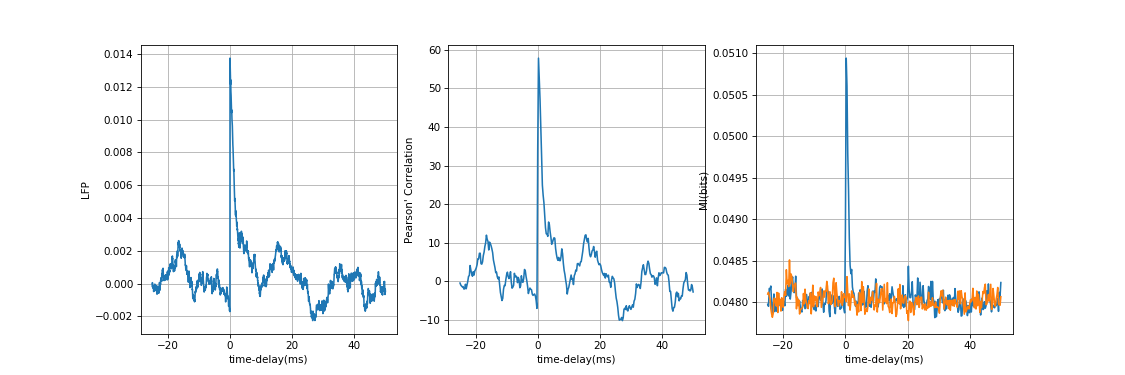 0.014
0.012
0.010
0.008
0.006
0.004
0.002
0.000
−0.002
LFP
−20 0 20 40
time-delay(ms)
60
50
40
30
20
10
0
−10
Pearson' Correlation
−20 0 20 40
time-delay(ms)
0.0510
0.0505
0.0500
0.0495
0.0490
0.0485
0.0480
MI(bits)
−20 0 20 40
time-delay(ms)